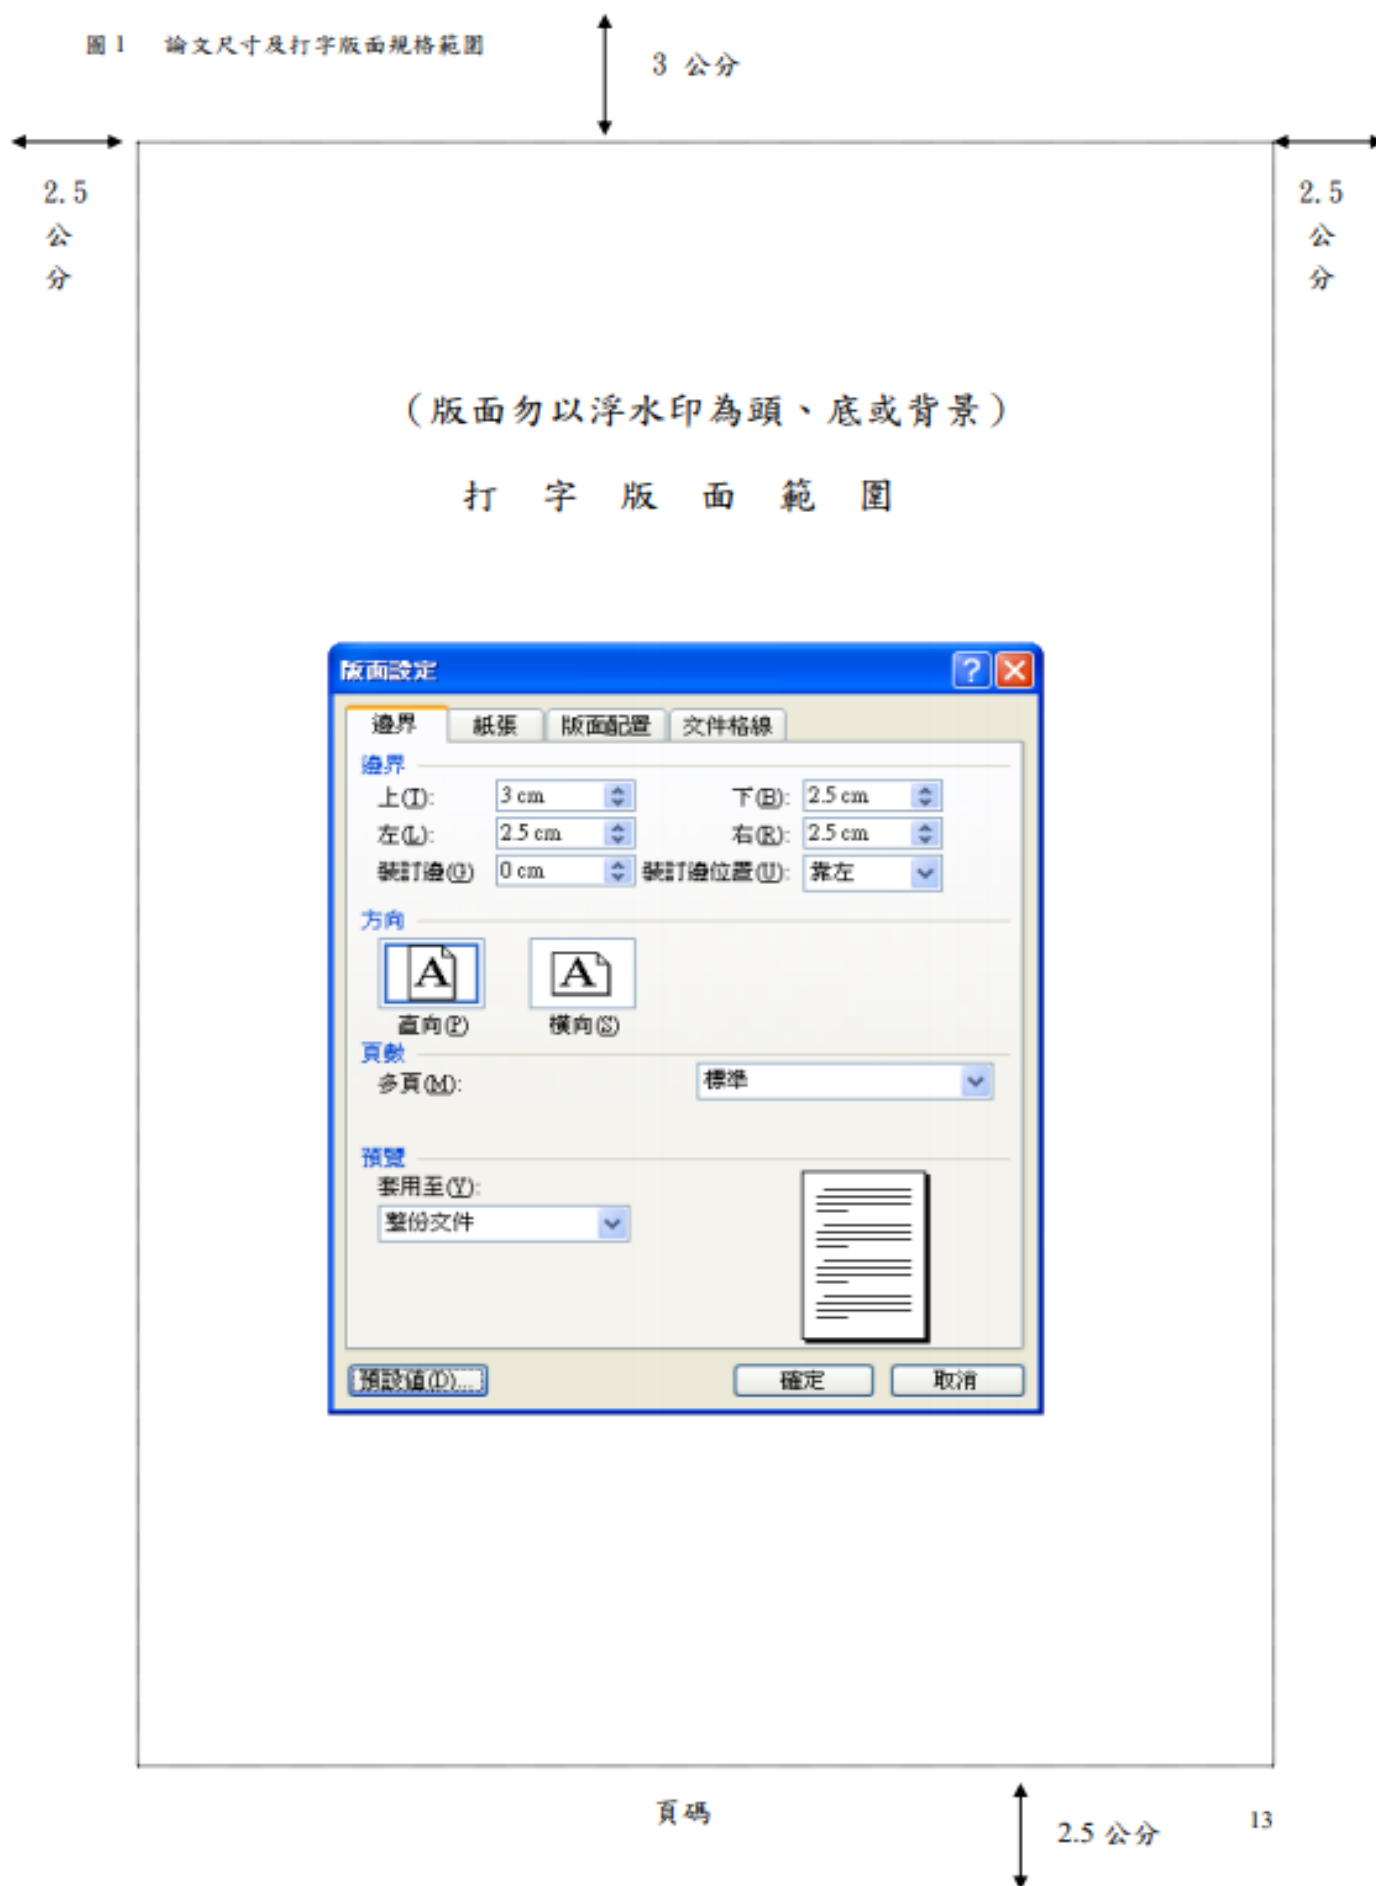 圖 1 論文尺寸及打字版面規格範圍
3 公分
2.5
公
分
2.5
公
分
（版面勿以浮水印為頭、底或背景）
打 字 版 面 範 圍
版面設定
邊界 紙張 版面配置 文件格線
邊界
上(T): 3 cm 下(B): 2.5 cm
左(L): 2.5 cm 右(R): 2.5 cm
裝訂邊(G) 0 cm 裝訂邊位置(U): 靠左
方向
A A
直向(P) 橫向(S)
頁數
多頁(M): 標準
預覽
套用至(Y):
整份文件
預設值(D)... 確定 取消
頁碼
2.5 公分
13